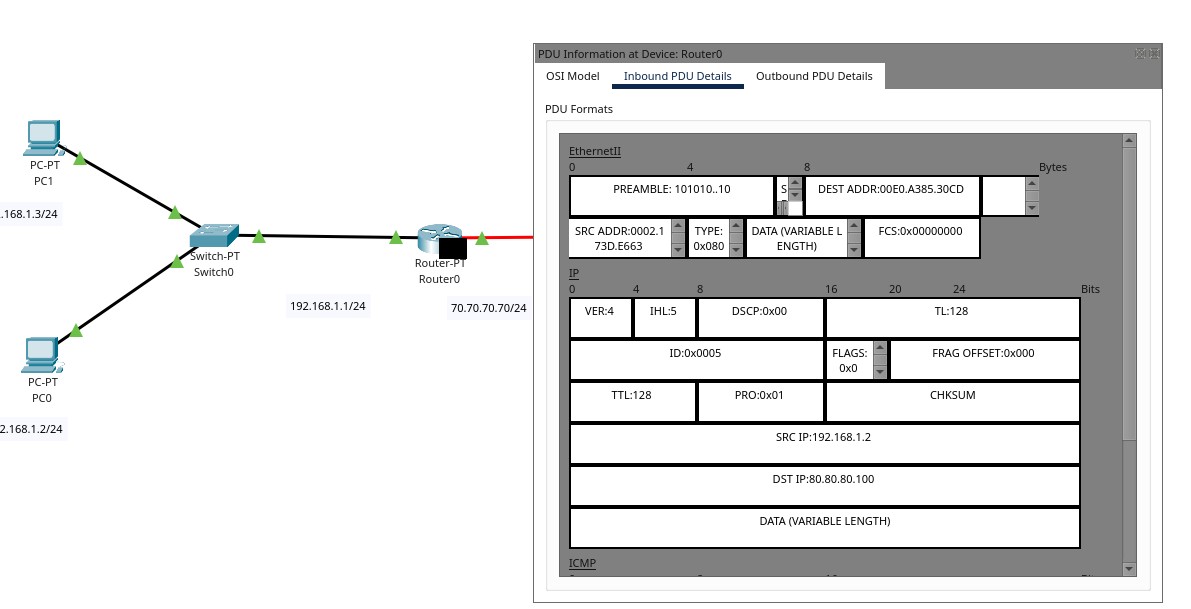 PDU Information at Device: Router0
OSI Model Inbound PDU Details Outbound PDU Details
PDU Formats
EthernetII
0 4 8 Bytes
PREAMBLE: 101010..10
S
DEST ADDR:00E0.A385.30CD
SRC ADDR:0002.1
73D.E663
TYPE:
0x080
DATA (VARIABLE L
ENGTH)
FCS:0x00000000
IP
0 4 8 16 20 24 Bits
VER:4 IHL:5 DSCP:0x00 TL:128
ID:0x0005
FLAGS:
0x0
FRAG OFFSET:0x000
TTL:128 PRO:0x01 CHKSUM
SRC IP:192.168.1.2
DST IP:80.80.80.100
DATA (VARIABLE LENGTH)
ICMP
PC-PT
PC1
.168.1.3/24
Switch-PT
Switch0
Router-PT
Router0
192.168.1.1/24
70.70.70.70/24
PC-PT
PC0
2.168.1.2/24